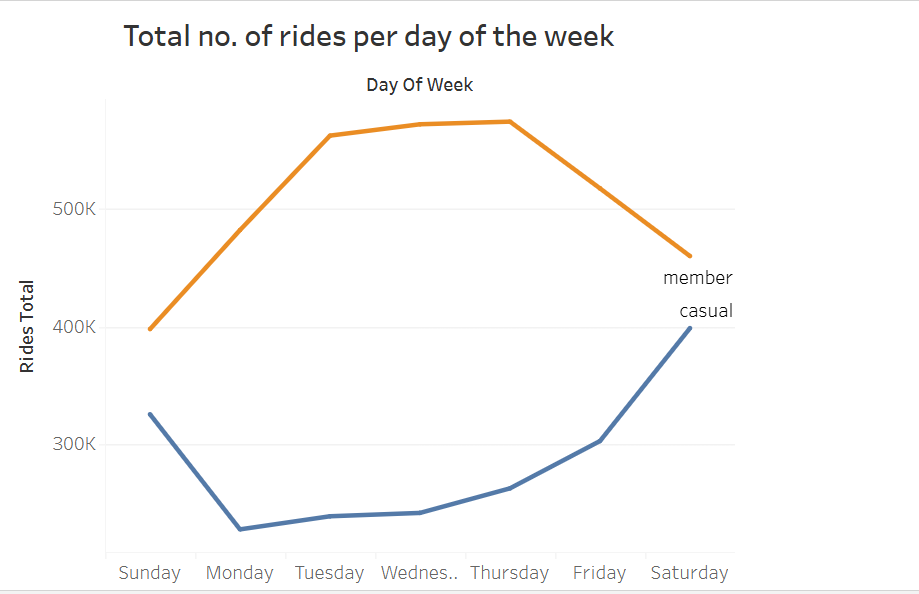 Total no. of rides per day of the week
Day Of Week
Rides Total
500K
400K
300K
member
casual
Sunday Monday Tuesday Wednes.. Thursday Friday Saturday